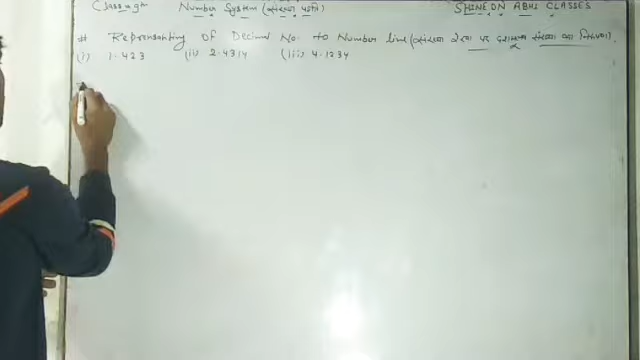 Class 9th Number System (संख्या पद्धति) SHINE ON ABHI CLASSES
# Representing Of Decimal No. to Number line (संख्या रेखा पर दशमलव संख्या का निरूपण).
(i) 1.423 (ii) 2.4314 (iii) 4.1234